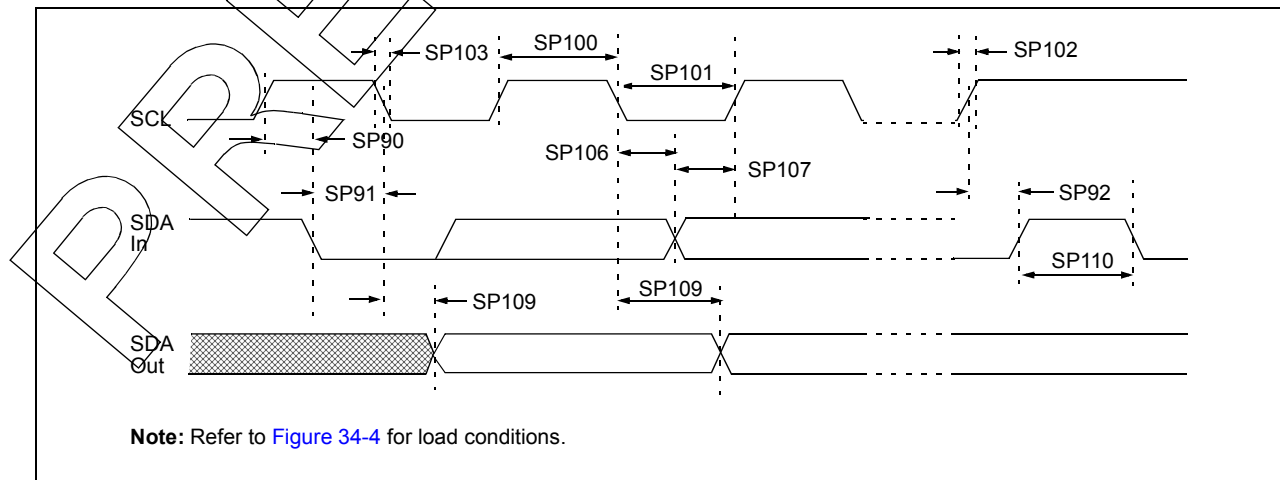 SP103
SP100
SP101
SP102
SCL
SP90
SP106
SP107
SP91
SP92
SDA
In
SP110
SP109
SP109
SDA
Out
Note: Refer to Figure 34-4 for load conditions.